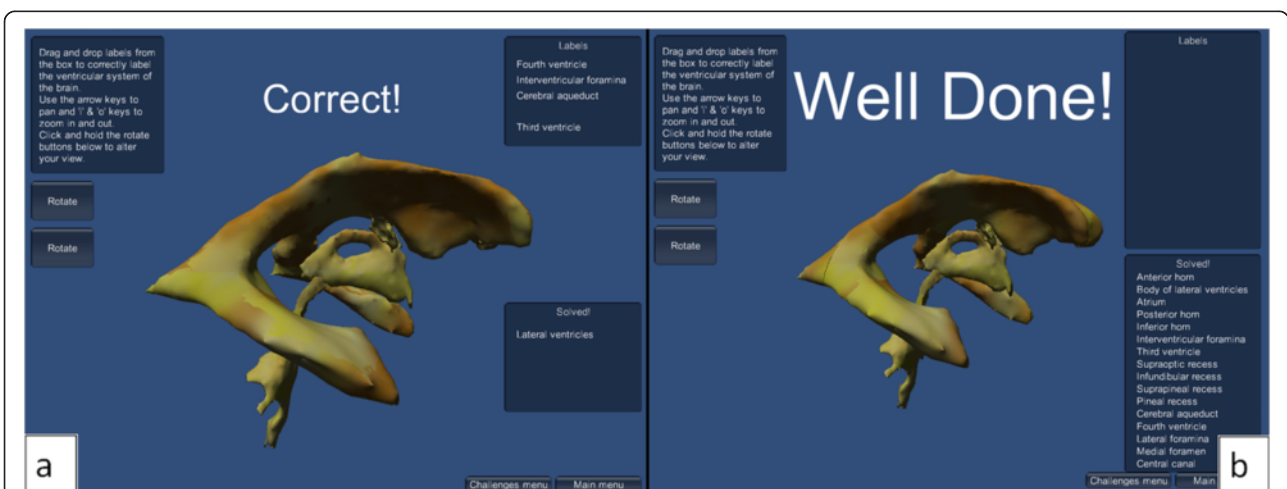 Drag and drop labels from
the box to correctly label
the ventricular system of
the brain.
Use the arrow keys to
pan and 'i' & 'o' keys to
zoom in and out.
Click and hold the rotate
buttons below to alter
your view.
Rotate
Rotate
Correct!
Labels
Fourth ventricle
Interventricular foramina
Cerebral aqueduct
Third ventricle
Solved!
Lateral ventricles
Challenges menu
Main menu
a
Drag and drop labels from
the box to correctly label
the ventricular system of
the brain.
Use the arrow keys to
pan and 'i' & 'o' keys to
zoom in and out.
Click and hold the rotate
buttons below to alter
your view.
Rotate
Rotate
Well Done!
Labels
Solved!
Anterior horn
Body of lateral ventricles
Atrium
Posterior horn
Inferior horn
Interventricular foramina
Third ventricle
Supraoptic recess
Infundibular recess
Suprapineal recess
Pineal recess
Cerebral aqueduct
Fourth ventricle
Lateral foramina
Medial foramen
Central canal
Challenges menu
Main
b